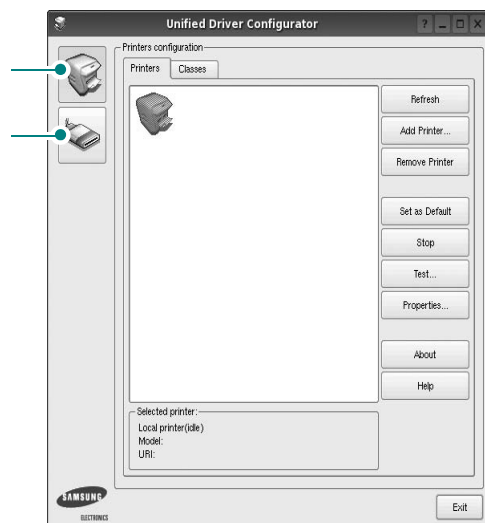 Unified Driver Configurator
Printers configuration
Printers
Classes
Refresh
Add Printer...
Remove Printer
Set as Default
Stop
Test...
Properties...
About
Help
Selected printer:
Local printer(idle)
Model:
URI:
SAMSUNG
ELECTRONICS
Exit